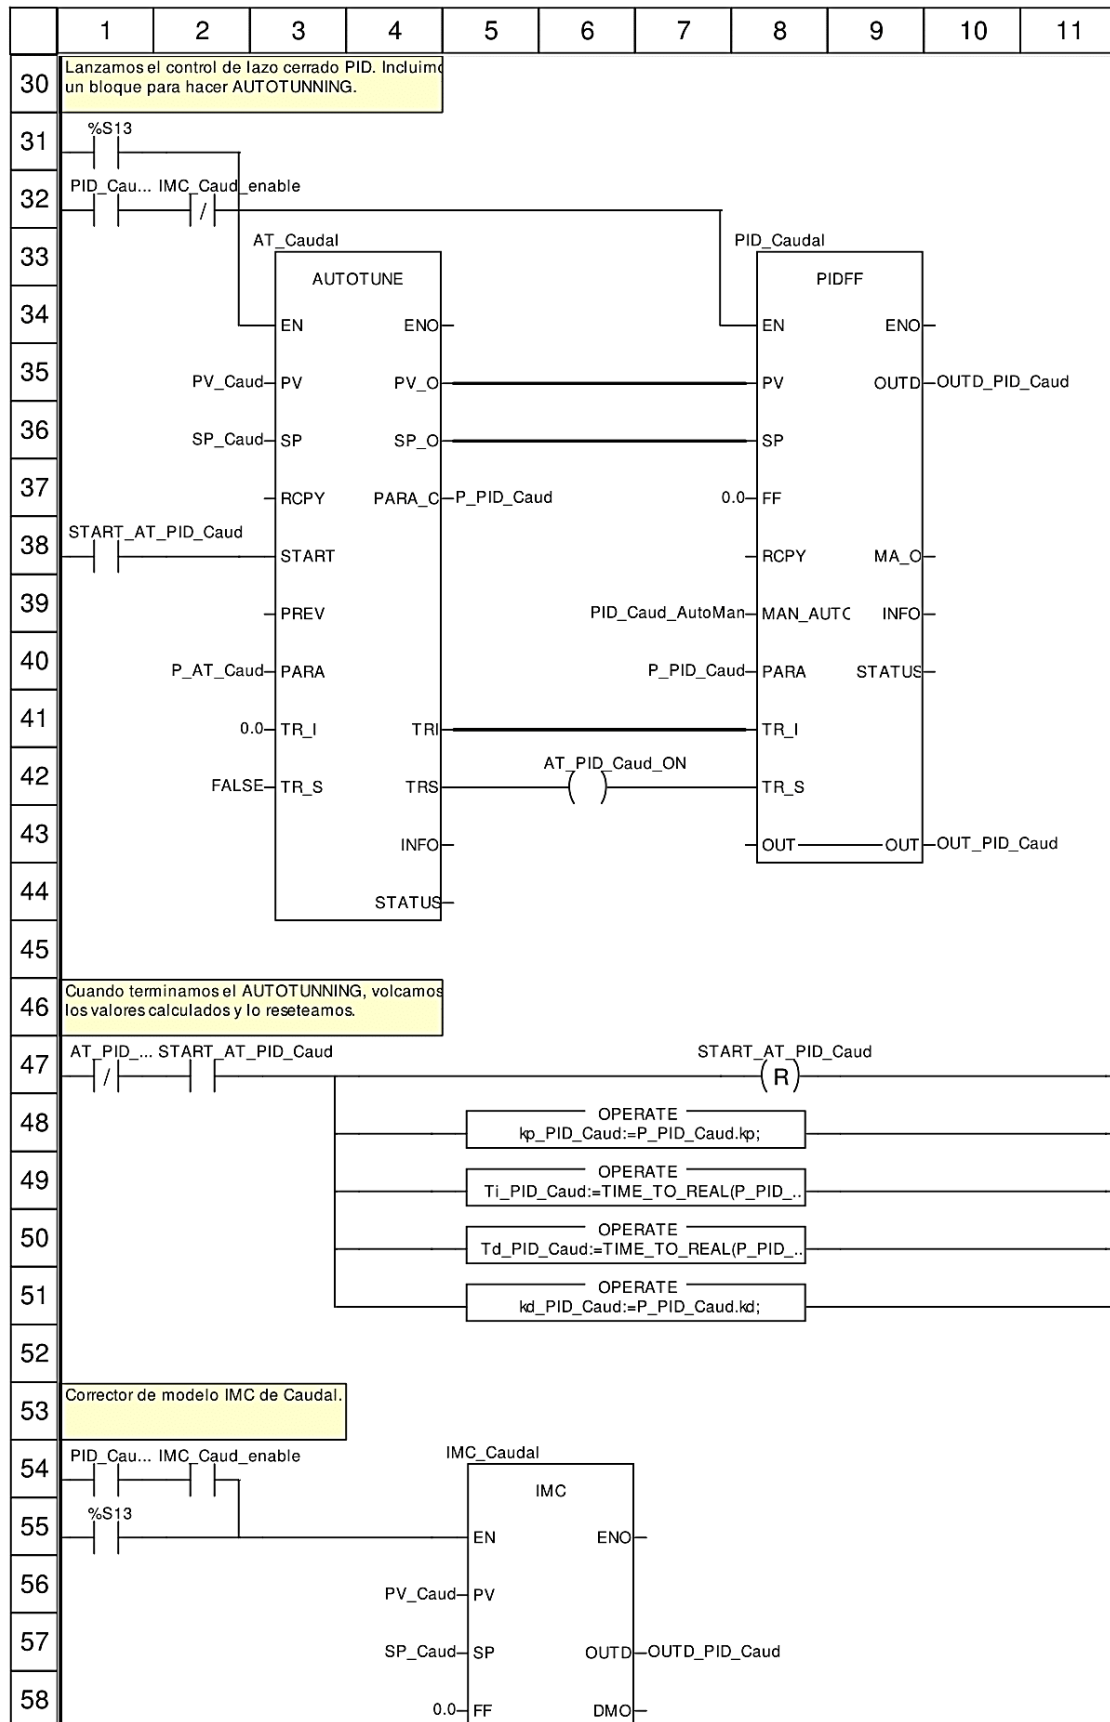 1 2 3 4 5 6 7 8 9 10 11
30 Lanzamos el control de lazo cerrado PID. Incluimo
un bloque para hacer AUTOTUNNING.
31 %S13
32 PID_Cau... IMC_Caud_enable
33 AT_Caudal PID_Caudal
AUTOTUNE PIDFF
34 EN ENO EN ENO
35 PV_Caud PV PV_O PV OUTD OUTD_PID_Caud
36 SP_Caud SP SP_O SP
37 RCPY PARA_C P_PID_Caud 0.0 FF
38 START_AT_PID_Caud
START RCPY MA_O
39 PREV PID_Caud_AutoMan MAN_AUTC INFO
40 P_AT_Caud PARA P_PID_Caud PARA STATUS
41 0.0 TR_I TRI TR_I
42 AT_PID_Caud_ON
FALSE TR_S TRS TR_S
43 INFO OUT OUT OUT_PID_Caud
44 STATUS
45
46 Cuando terminamos el AUTOTUNNING, volcamos
los valores calculados y lo reseteamos.
47 AT_PID_... START_AT_PID_Caud START_AT_PID_Caud
/ R
48 OPERATE
kp_PID_Caud:=P_PID_Caud.kp;
49 OPERATE
Ti_PID_Caud:=TIME_TO_REAL(P_PID_..
50 OPERATE
Td_PID_Caud:=TIME_TO_REAL(P_PID_..
51 OPERATE
kd_PID_Caud:=P_PID_Caud.kd;
52
53 Corrector de modelo IMC de Caudal.
54 PID_Cau... IMC_Caud_enable IMC_Caudal
IMC
55 %S13
EN ENO
56 PV_Caud PV
57 SP_Caud SP OUTD OUTD_PID_Caud
58 0.0 FF DMO